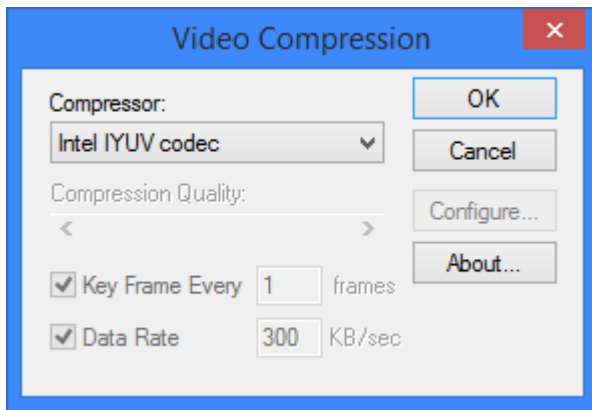 Video Compression
Compressor:
Intel IYUV codec
Compression Quality:
Key Frame Every 1 frames
Data Rate 300 KB/sec
OK
Cancel
Configure...
About...